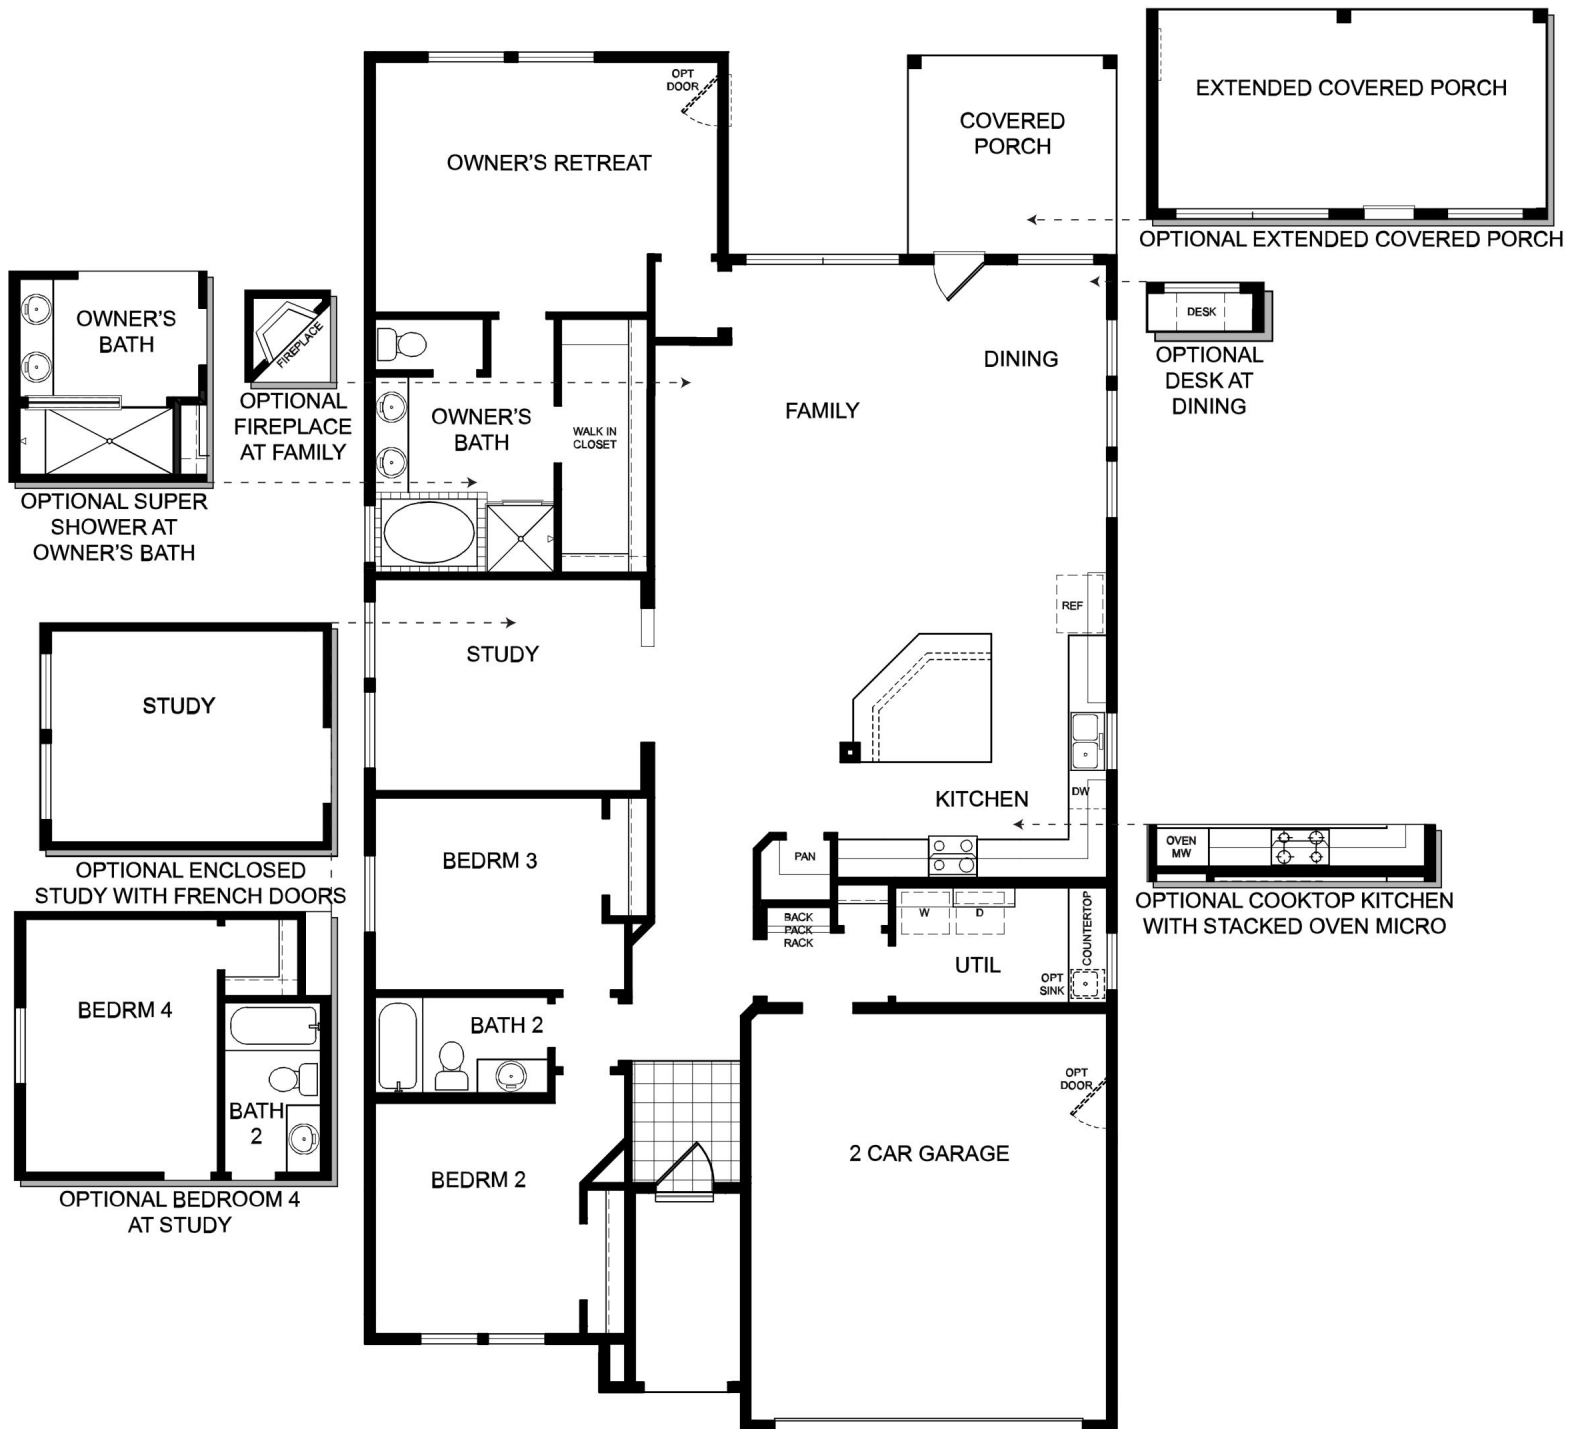 OPT
DOOR
OWNER'S RETREAT
COVERED
PORCH
EXTENDED COVERED PORCH
OPTIONAL EXTENDED COVERED PORCH
OWNER'S
BATH
OPTIONAL SUPER
SHOWER AT
OWNER'S BATH
FIREPLACE
OPTIONAL
FIREPLACE
AT FAMILY
OWNER'S
BATH
WALK IN
CLOSET
FAMILY
DINING
DESK
OPTIONAL
DESK AT
DINING
STUDY
OPTIONAL ENCLOSED
STUDY WITH FRENCH DOORS
STUDY
REF
KITCHEN
DW
PAN
OVEN
MW
OPTIONAL COOKTOP KITCHEN
WITH STACKED OVEN MICRO
BEDRM 3
BACK
PACK
RACK
W
D
COUNTERTOP
UTIL
OPT
SINK
BEDRM 4
BATH
2
OPTIONAL BEDROOM 4
AT STUDY
BATH 2
BEDRM 2
OPT
DOOR
2 CAR GARAGE